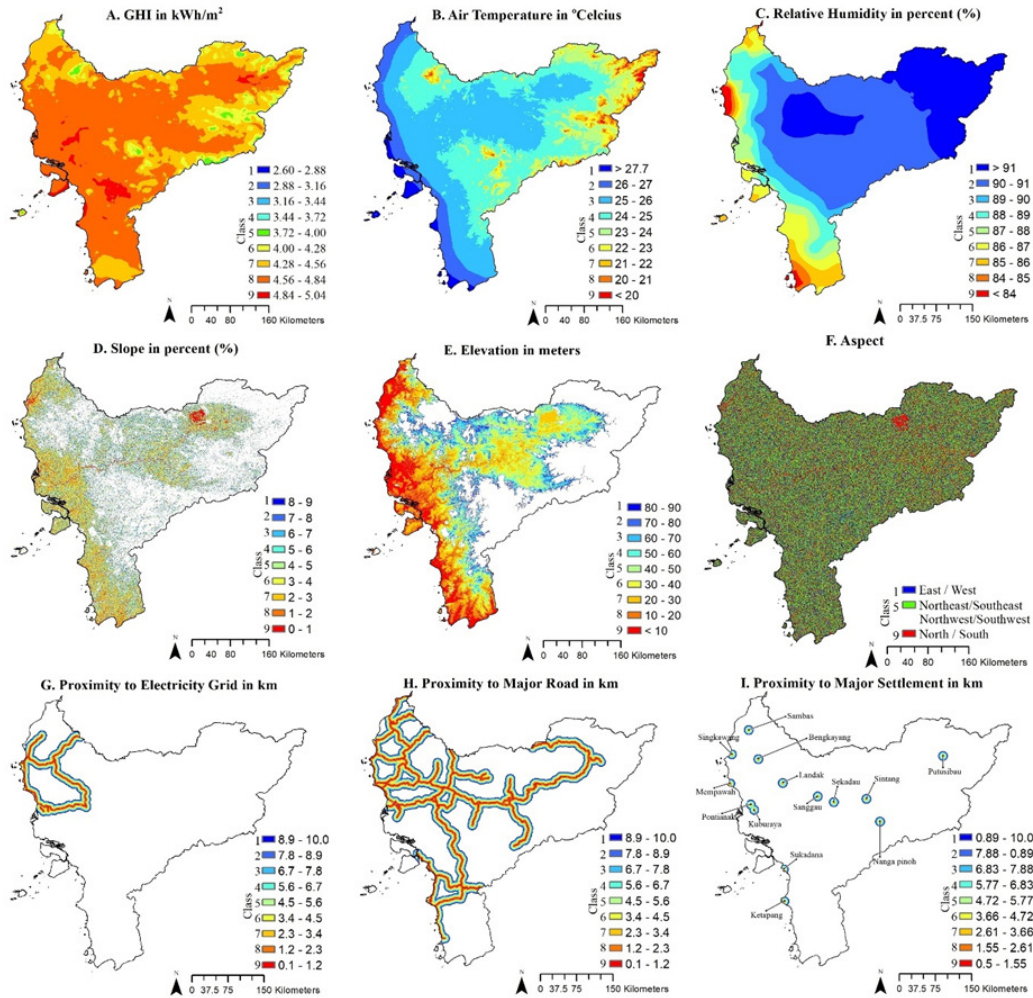 A. GHI in kWh/m²
1 2.60 - 2.88
2 2.88 - 3.16
3 3.16 - 3.44
4 3.44 - 3.72
5 3.72 - 4.00
6 4.00 - 4.28
7 4.28 - 4.56
8 4.56 - 4.84
9 4.84 - 5.04
Class
N
0 40 80 160 Kilometers
B. Air Temperature in °Celcius
1 > 27.7
2 26 - 27
3 25 - 26
4 24 - 25
5 23 - 24
6 22 - 23
7 21 - 22
8 20 - 21
9 < 20
Class
N
0 40 80 160 Kilometers
C. Relative Humidity in percent (%)
1 > 91
2 90 - 91
3 89 - 90
4 88 - 89
5 87 - 88
6 86 - 87
7 85 - 86
8 84 - 85
9 < 84
Class
N
0 37.5 75 150 Kilometers
D. Slope in percent (%)
1 8 - 9
2 7 - 8
3 6 - 7
4 5 - 6
5 4 - 5
6 3 - 4
7 2 - 3
8 1 - 2
9 0 - 1
Class
N
0 40 80 160 Kilometers
E. Elevation in meters
1 80 - 90
2 70 - 80
3 60 - 70
4 50 - 60
5 40 - 50
6 30 - 40
7 20 - 30
8 10 - 20
9 < 10
Class
N
0 40 80 160 Kilometers
F. Aspect
1 East / West
5 Northeast/Southeast
Northwest/Southwest
9 North / South
Class
N
0 40 80 160 Kilometers
G. Proximity to Electricity Grid in km
1 8.9 - 10.0
2 7.8 - 8.9
3 6.7 - 7.8
4 5.6 - 6.7
5 4.5 - 5.6
6 3.4 - 4.5
7 2.3 - 3.4
8 1.2 - 2.3
9 0.1 - 1.2
Class
N
0 37.5 75 150 Kilometers
H. Proximity to Major Road in km
1 8.9 - 10.0
2 7.8 - 8.9
3 6.7 - 7.8
4 5.6 - 6.7
5 4.5 - 5.6
6 3.4 - 4.5
7 2.3 - 3.4
8 1.2 - 2.3
9 0.1 - 1.2
Class
N
0 37.5 75 150 Kilometers
I. Proximity to Major Settlement in km
Sambas
Singkawang
Bengkayang
Mempawah
Landak
Sekadau
Sintang
Putusibau
Sanggau
Pontianak
Kuburaya
Nanga pinoh
Sukadana
Ketapang
1 0.89 - 10.0
2 7.88 - 0.89
3 6.83 - 7.88
4 5.77 - 6.83
5 4.72 - 5.77
6 3.66 - 4.72
7 2.61 - 3.66
8 1.55 - 2.61
9 0.5 - 1.55
Class
N
0 37.5 75 150 Kilometers